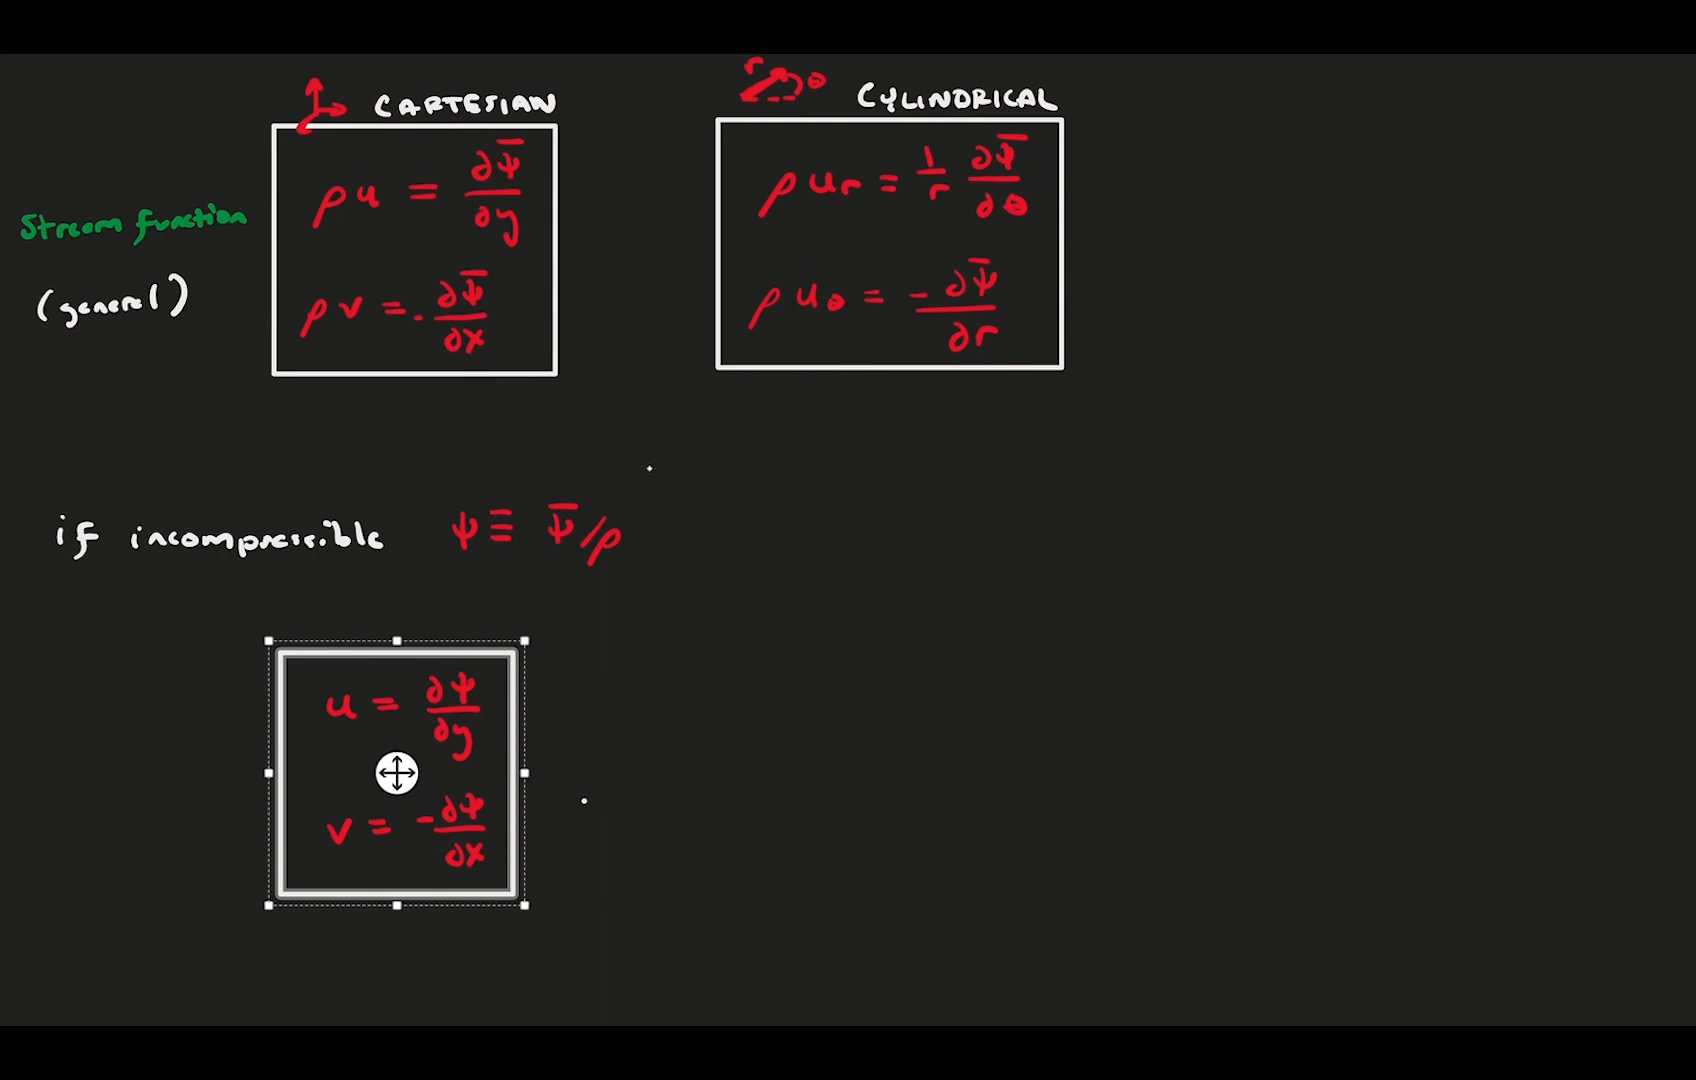 r θ
CARTESIAN
CYLINDRICAL
ρu = ∂ψ̄/∂y
ρu_r = 1/r ∂ψ̄/∂θ
Stream function
(general)
ρv = -∂ψ̄/∂x
ρu_θ = -∂ψ̄/∂r
if incompressible ψ ≡ ψ̄/ρ
u = ∂ψ/∂y
v = -∂ψ/∂x